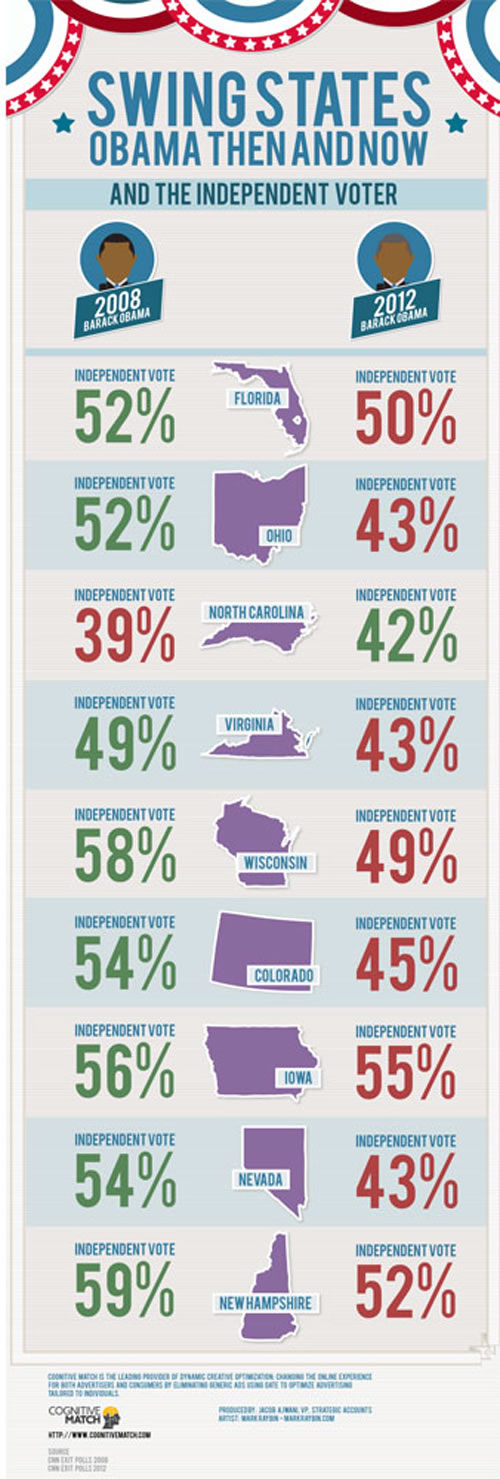 SWING STATES
OBAMA THEN AND NOW
AND THE INDEPENDENT VOTER
2008
BARACK OBAMA
2012
BARACK OBAMA
INDEPENDENT VOTE
52%
FLORIDA
INDEPENDENT VOTE
50%
INDEPENDENT VOTE
52%
OHIO
INDEPENDENT VOTE
43%
INDEPENDENT VOTE
39%
NORTH CAROLINA
INDEPENDENT VOTE
42%
INDEPENDENT VOTE
49%
VIRGINIA
INDEPENDENT VOTE
43%
INDEPENDENT VOTE
58%
WISCONSIN
INDEPENDENT VOTE
49%
INDEPENDENT VOTE
54%
COLORADO
INDEPENDENT VOTE
45%
INDEPENDENT VOTE
56%
IOWA
INDEPENDENT VOTE
55%
INDEPENDENT VOTE
54%
NEVADA
INDEPENDENT VOTE
43%
INDEPENDENT VOTE
59%
NEW HAMPSHIRE
INDEPENDENT VOTE
52%
COGNITIVE MATCH IS THE LEADING PROVIDER OF DYNAMIC CREATIVE OPTIMIZATION: CHANGING THE ONLINE EXPERIENCE
FOR BOTH ADVERTISERS AND CONSUMERS BY ELIMINATING GENERIC ADS USING DATE TO OPTIMIZE ADVERTISING
TAILORED TO INDIVIDUALS.
COGNITIVE
MATCH
HTTP://WWW.COGNITIVEMATCH.COM
PRODUCED BY: JACOB AJWANI, VP, STRATEGIC ACCOUNTS
ARTIST: MARK RAYBIN - MARKRAYBIN.COM
SOURCE
CNN EXIT POLLS 2008
CNN EXIT POLLS 2012